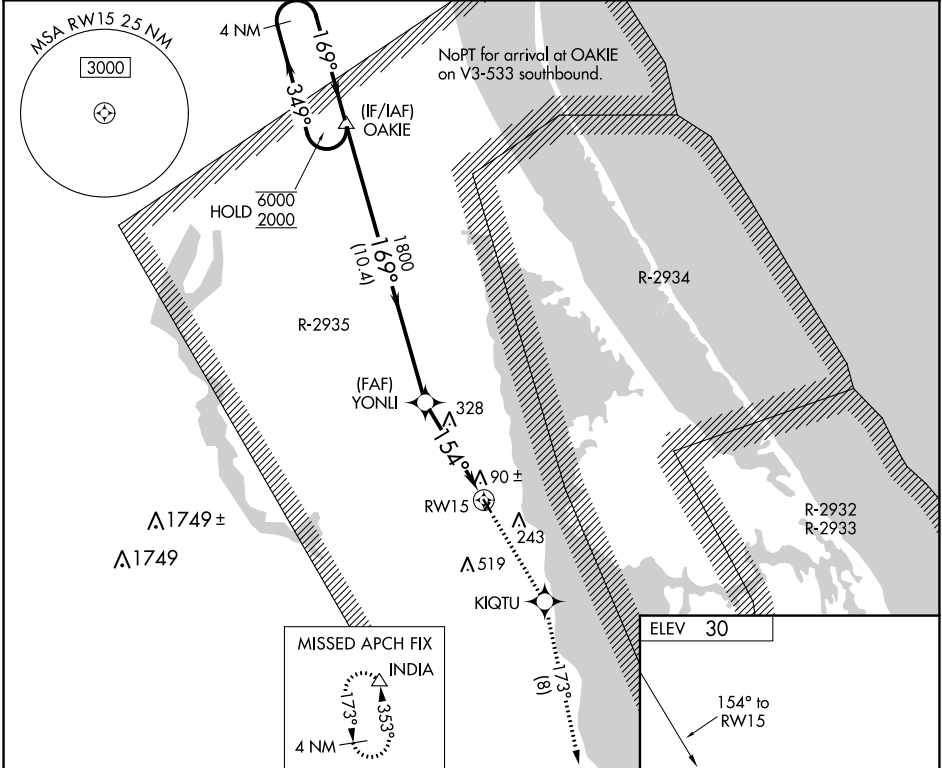 MSA RW15 25 NM
3000
4 NM
169°
349°
NoPT for arrival at OAKIE
on V3-533 southbound.
(IF/IAF)
OAKIE
HOLD
6000
2000
1800
169°
(10.4)
R-2934
R-2935
(FAF)
YONLI
328
154°
90 ±
RW15
243
1749 ±
1749
519
R-2932
R-2933
KIQTU
173°
(8)
MISSED APCH FIX
INDIA
173°
353°
4 NM
ELEV 30
154° to
RW15